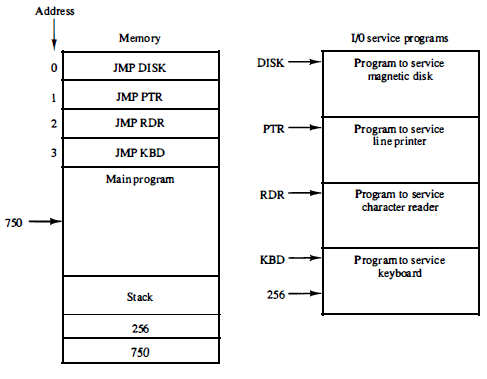 Address
Memory
0 JMP DISK
1 JMP PTR
2 JMP RDR
3 JMP KBD
Main program
750
Stack
256
750
I/O service programs
DISK
Program to service
magnetic disk
PTR
Program to service
line printer
RDR
Program to service
character reader
KBD
Program to service
keyboard
256